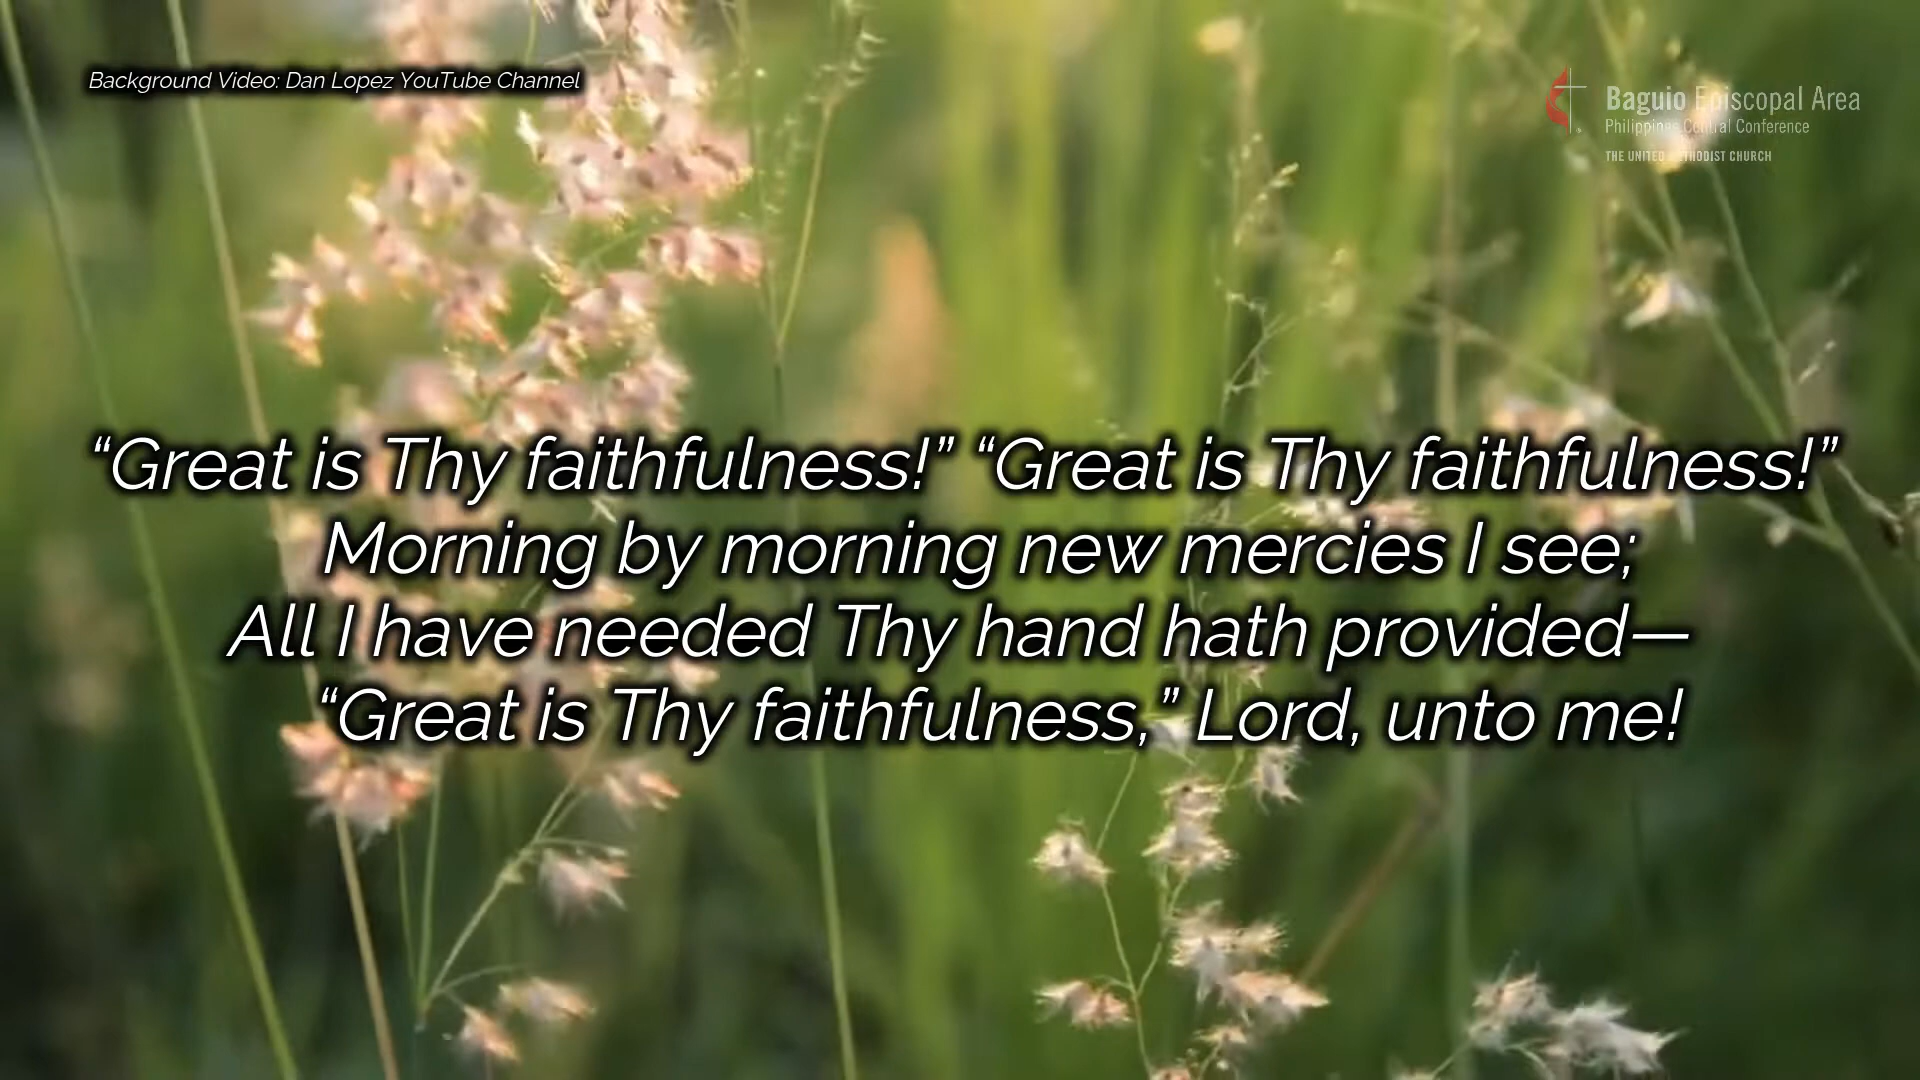 Background Video: Dan Lopez YouTube Channel
Baguio Episcopal Area
Philippines Central Conference
THE UNITED METHODIST CHURCH
“Great is Thy faithfulness!” “Great is Thy faithfulness!”
Morning by morning new mercies I see;
All I have needed Thy hand hath provided—
“Great is Thy faithfulness,” Lord, unto me!